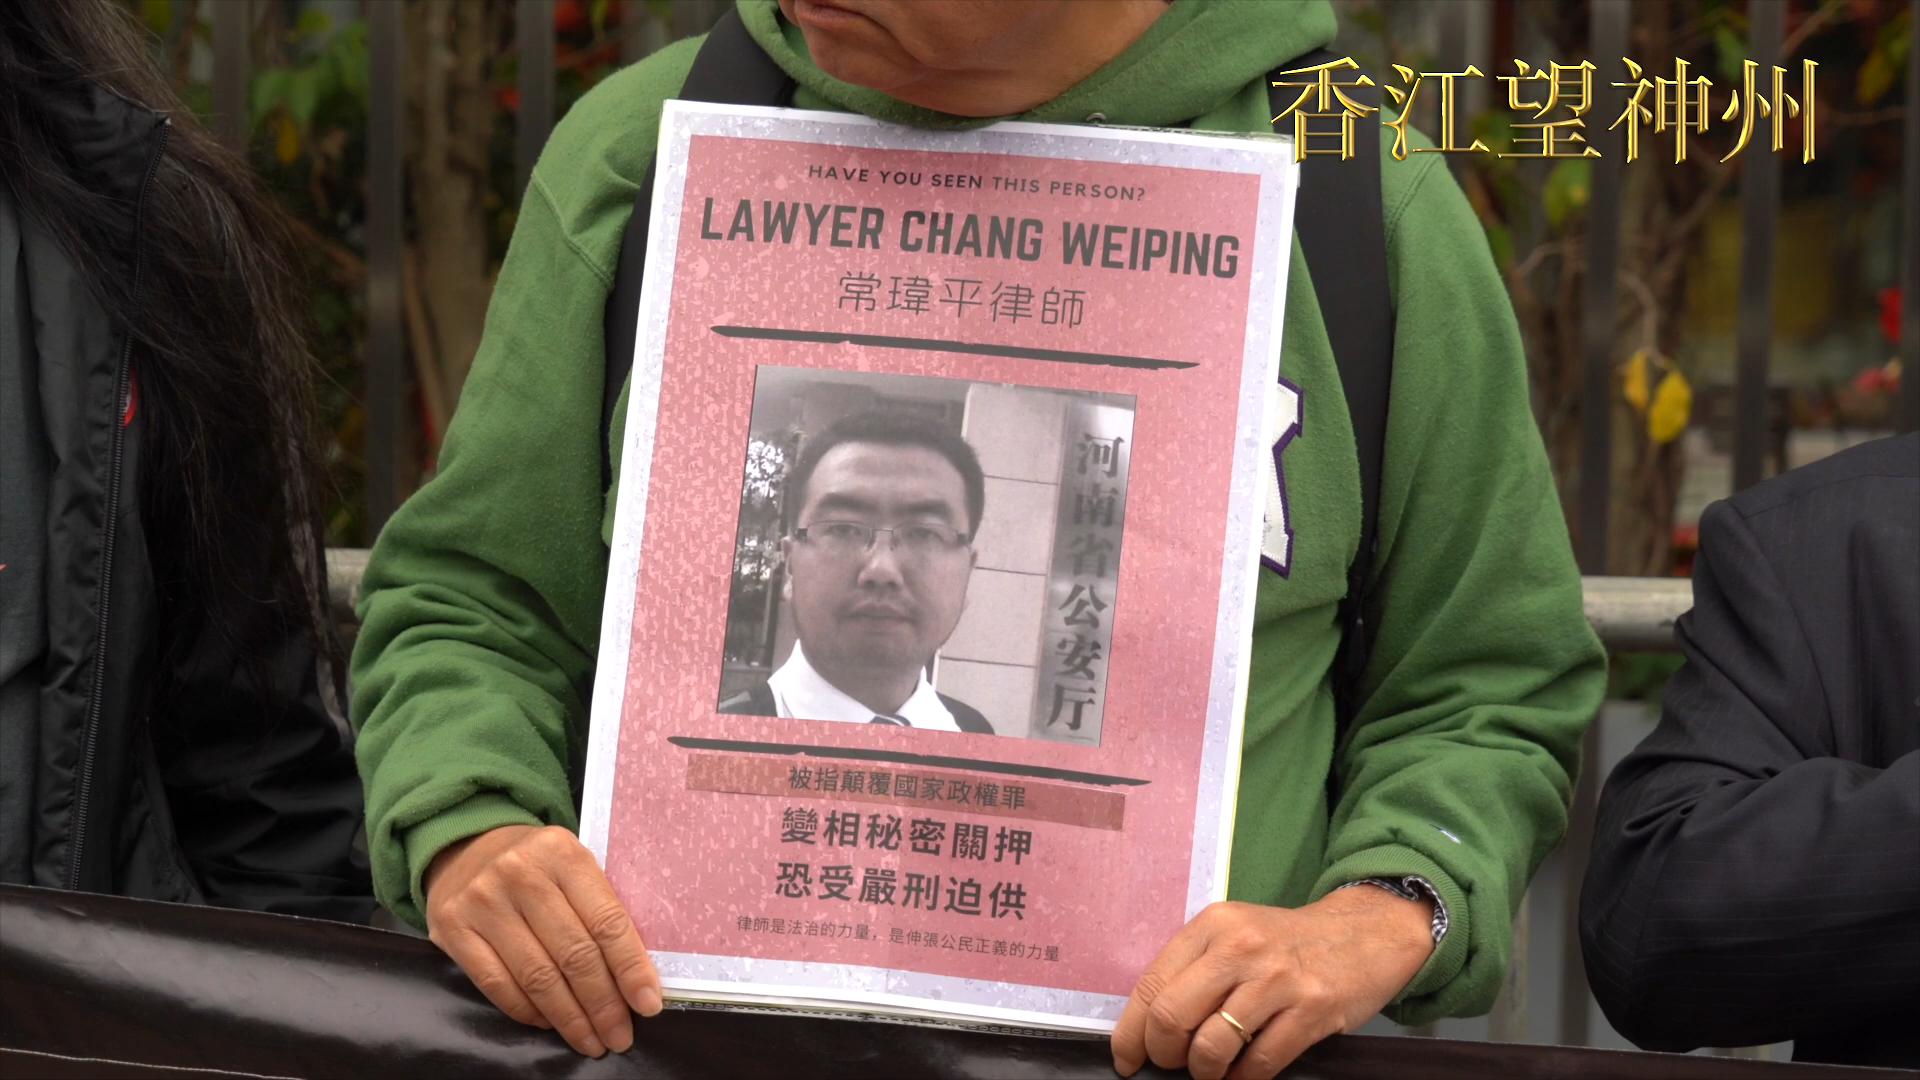 香江望神州
HAVE YOU SEEN THIS PERSON?
LAWYER CHANG WEIPING
常瑋平律師
河南省公安厅
被指顛覆國家政權罪
變相秘密關押
恐受嚴刑迫供
律師是法治的力量，是伸張公民正義的力量